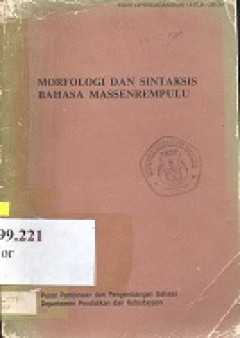 MORFOLOGI DAN SINTAKSIS
BAHASA MASSENREMPULU
99.221
or
Pusat Pembinaan dan Pengembangan Bahasa
Departemen Pendidikan dan Kebudayaan